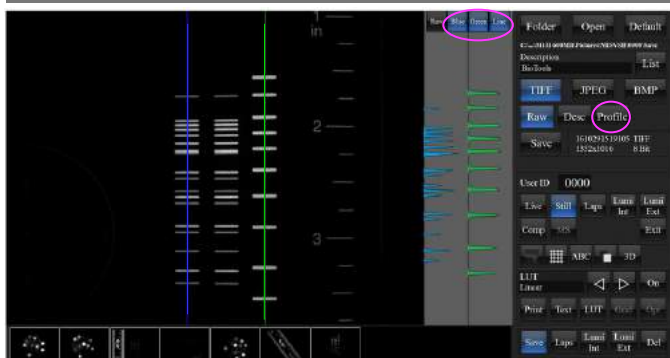 1
in
2
3
Raw Blue Green Line
Folder Open Default
Description
BioTools List
TIFF JPEG BMP
Raw Desc Profile
Save
TIFF
8 Bit
User ID 0000
Live Still Laps Lumi Int Lumi Ext
Comp MS Exit
ABC 3D
LUT
Linear On
Print Text LUT
Save Laps Lumi Int Lumi Ext Del